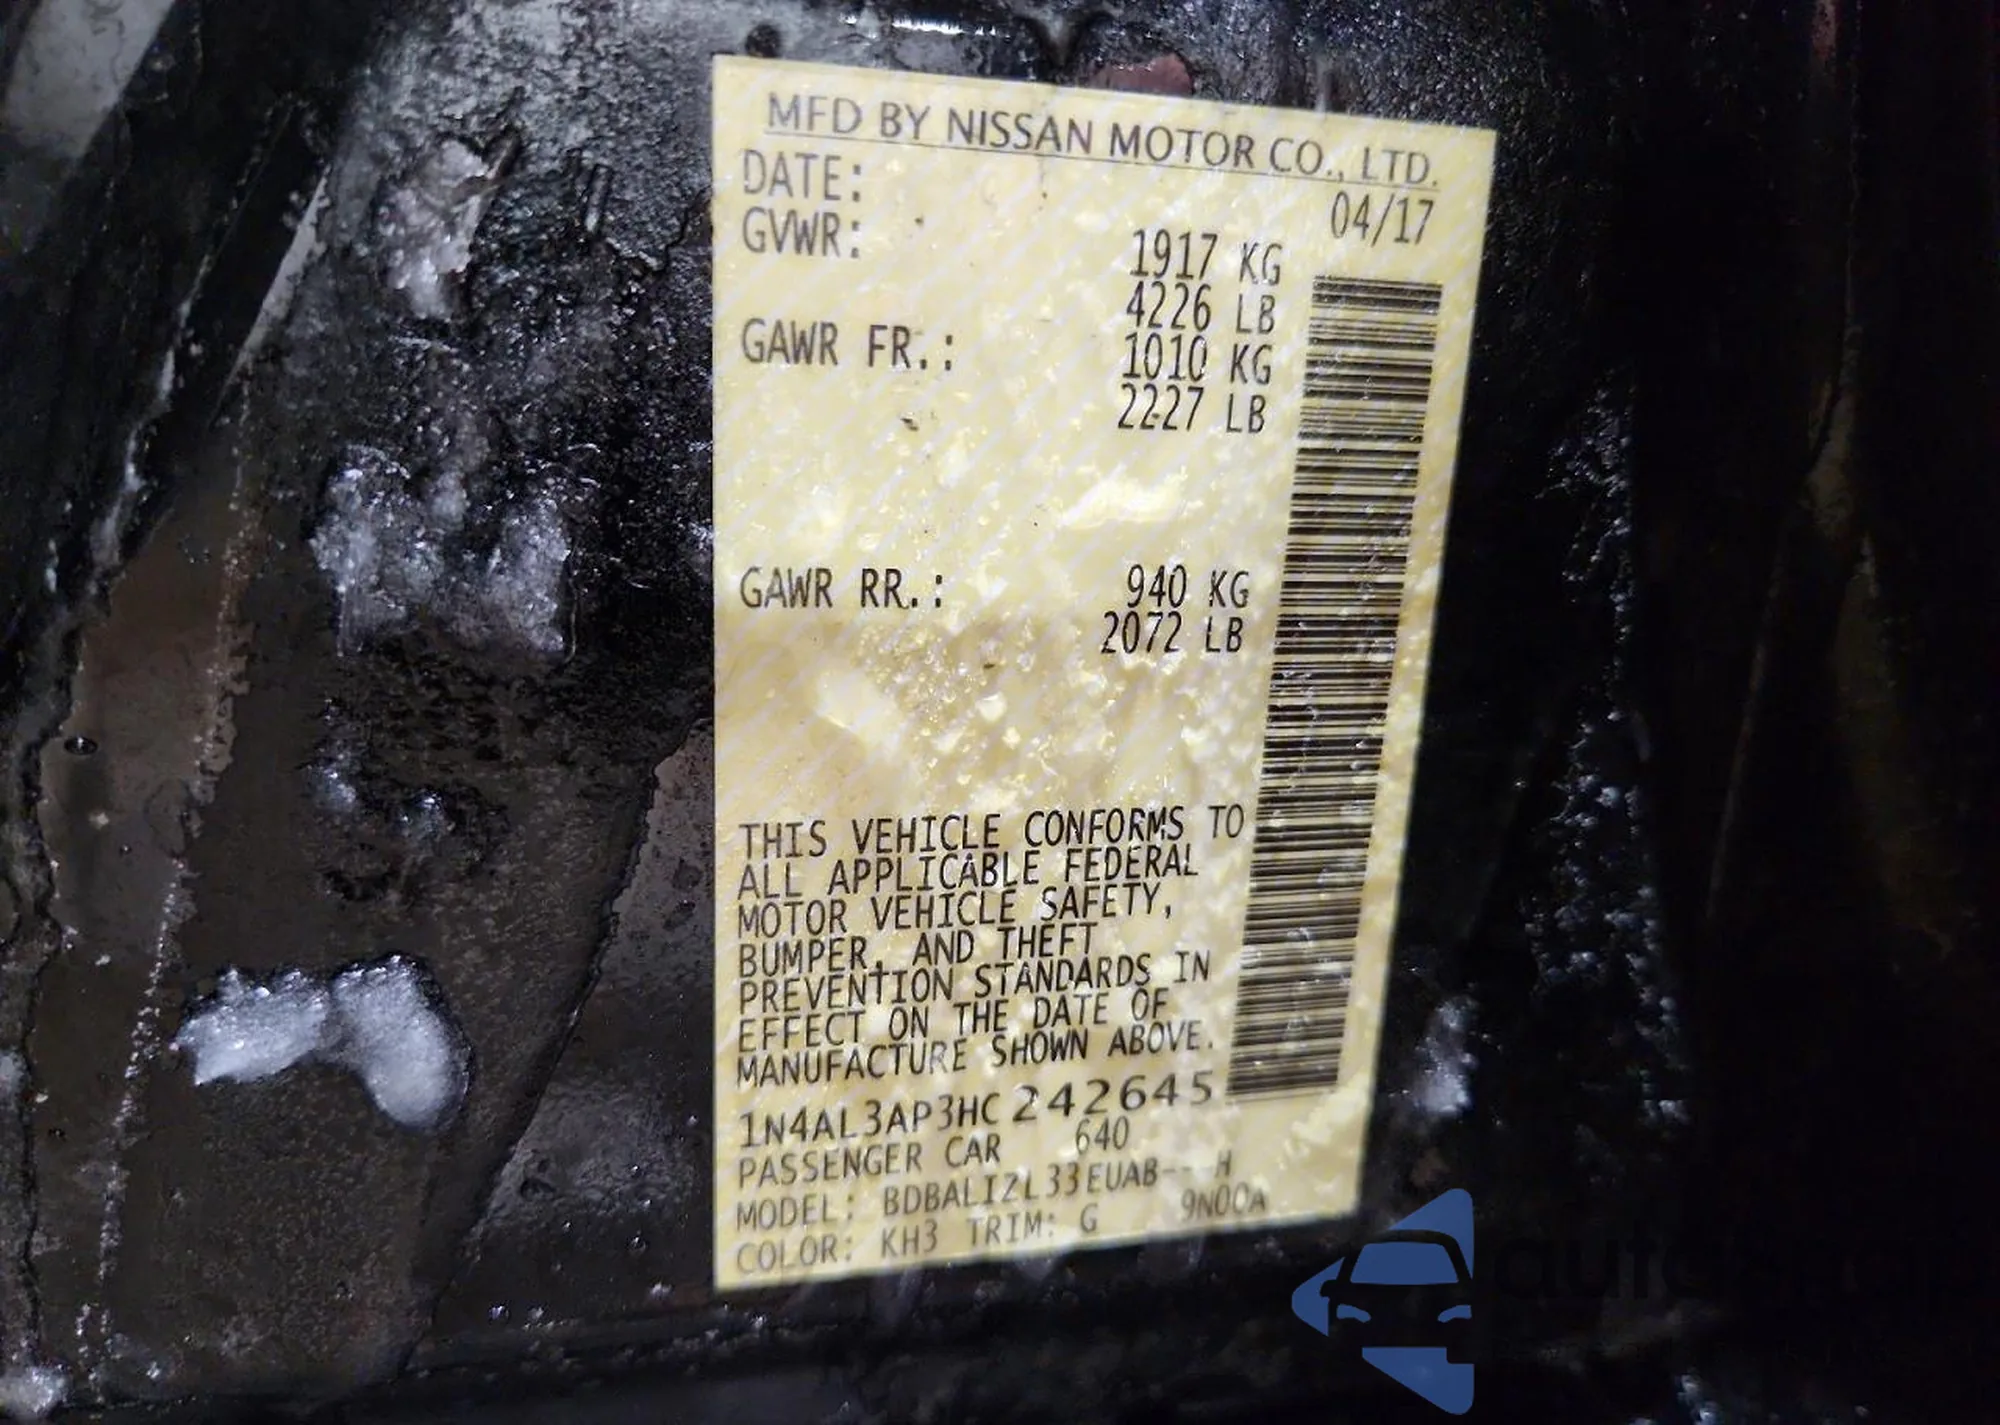 MFD BY NISSAN MOTOR CO., LTD.
DATE: 04/17
GVWR: 1917 KG
4226 LB
GAWR FR.: 1010 KG
2227 LB
GAWR RR.: 940 KG
2072 LB
THIS VEHICLE CONFORMS TO
ALL APPLICABLE FEDERAL
MOTOR VEHICLE SAFETY,
BUMPER, AND THEFT
PREVENTION STANDARDS IN
EFFECT ON THE DATE OF
MANUFACTURE SHOWN ABOVE.
1N4AL3AP3HC242645
PASSENGER CAR 640
MODEL: BDBALIZL33EUAB-- H
COLOR: KH3 TRIM: G 9N00A